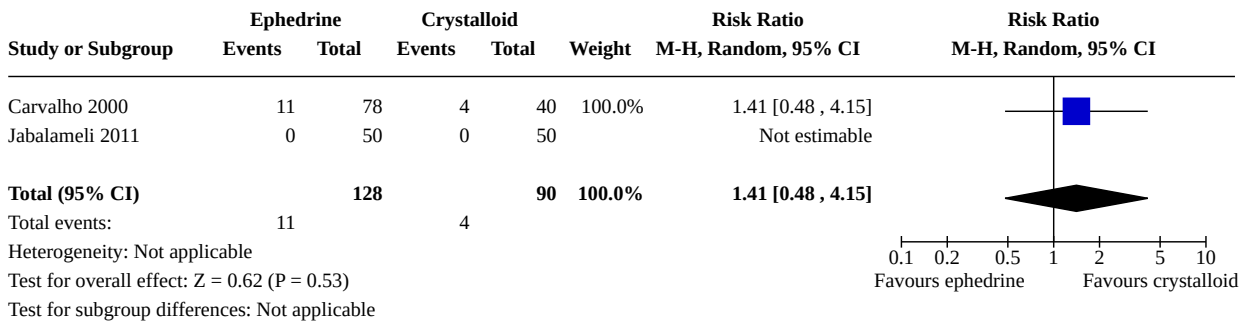 Ephedrine Crystalloid Risk Ratio Risk Ratio
Study or Subgroup Events Total Events Total Weight M-H, Random, 95% CI M-H, Random, 95% CI
Carvalho 2000 11 78 4 40 100.0% 1.41 [0.48 , 4.15]
Jabalameli 2011 0 50 0 50 Not estimable
Total (95% CI) 128 90 100.0% 1.41 [0.48 , 4.15]
Total events: 11 4
Heterogeneity: Not applicable
Test for overall effect: Z = 0.62 (P = 0.53)
Test for subgroup differences: Not applicable
0.1 0.2 0.5 1 2 5 10
Favours ephedrine Favours crystalloid